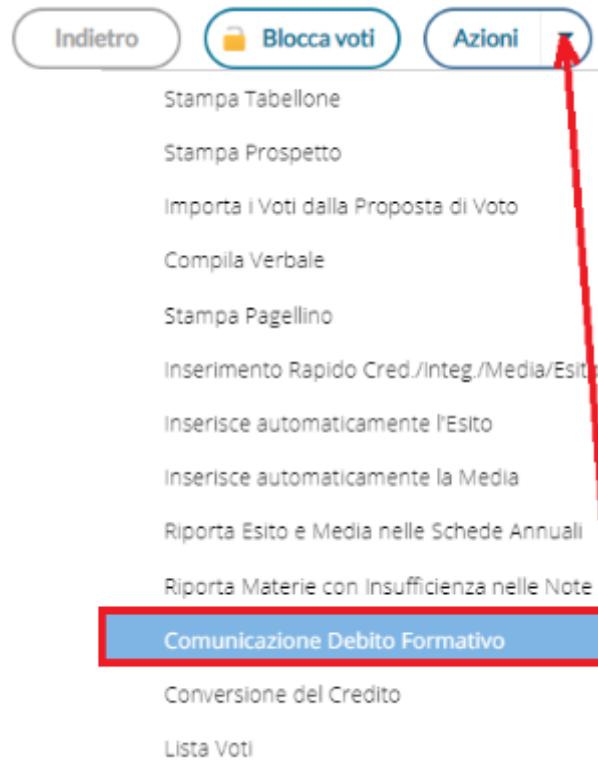 Indietro Blocca voti Azioni
Stampa Tabellone
Stampa Prospetto
Importa i Voti dalla Proposta di Voto
Compila Verbale
Stampa Pagellino
Inserimento Rapido Cred./Integ./Media/Esito
Inserisce automaticamente l'Esito
Inserisce automaticamente la Media
Riporta Esito e Media nelle Schede Annuali
Riporta Materie con Insufficienza nelle Note
Comunicazione Debito Formativo
Conversione del Credito
Lista Voti